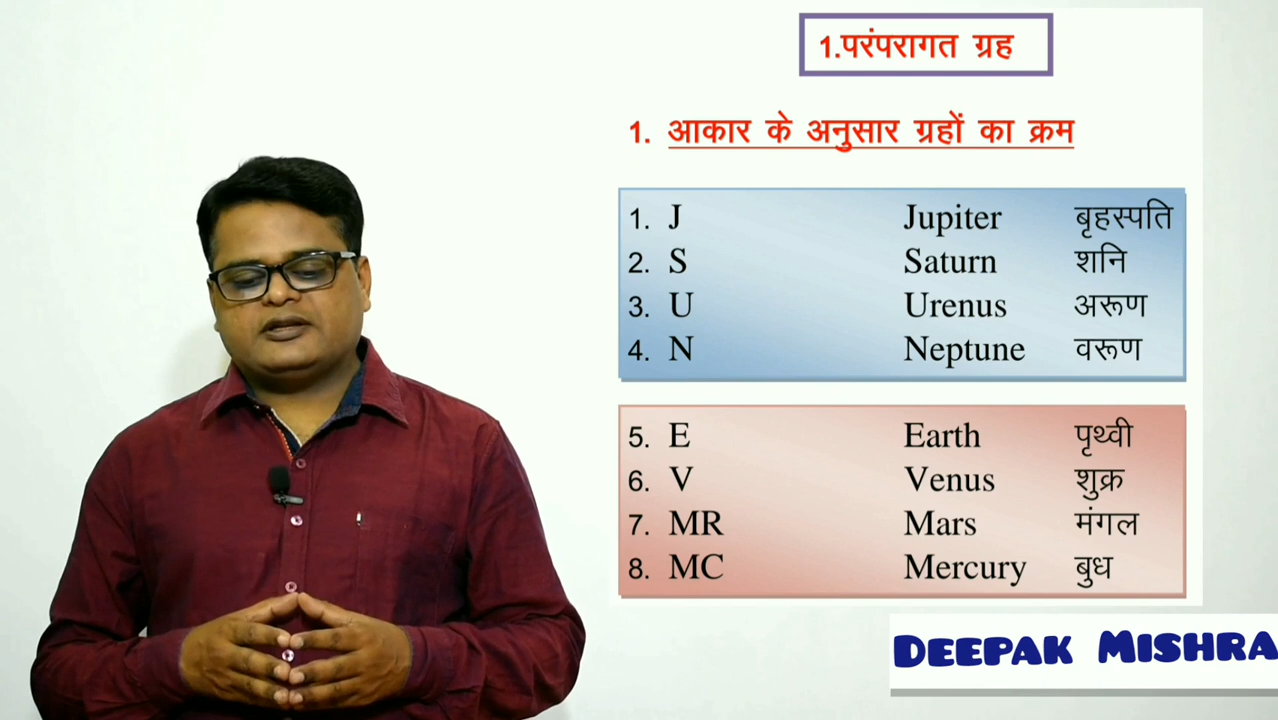 1.परंपरागत ग्रह
1. आकार के अनुसार ग्रहों का क्रम
1. J Jupiter बृहस्पति
2. S Saturn शनि
3. U Urenus अरूण
4. N Neptune वरूण
5. E Earth पृथ्वी
6. V Venus शुक्र
7. MR Mars मंगल
8. MC Mercury बुध
DEEPAK MISHRA